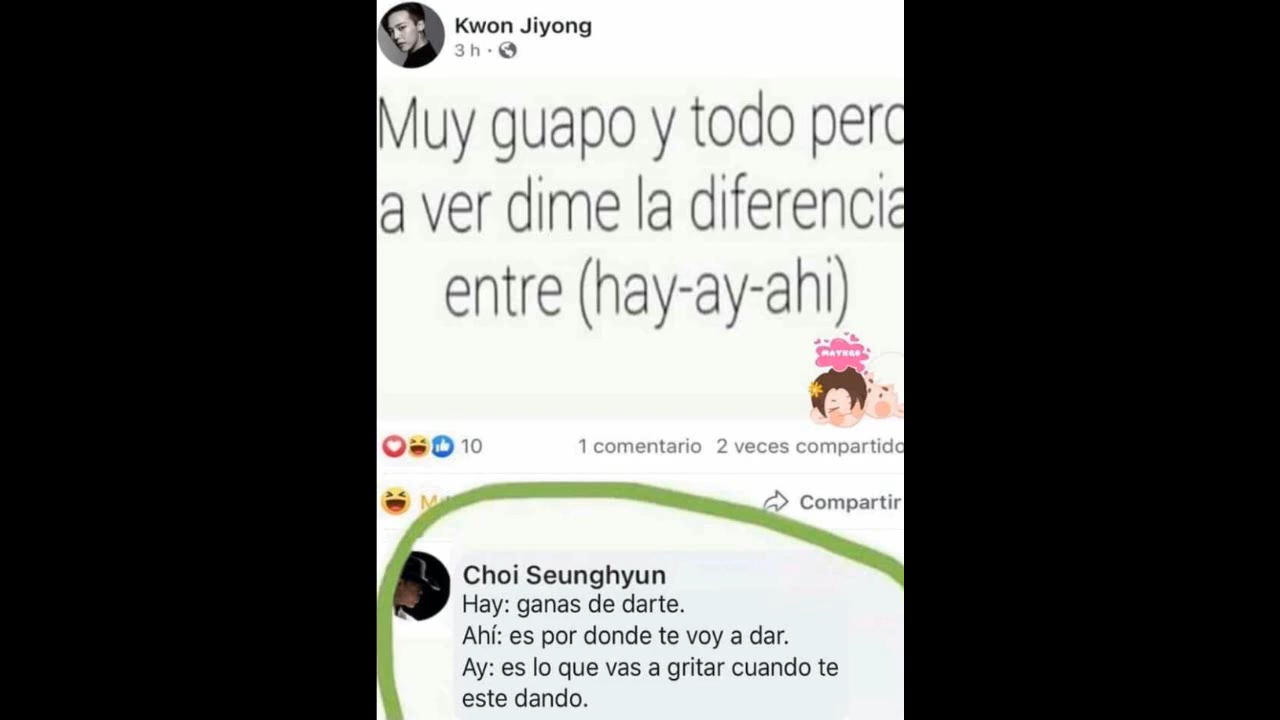 Kwon Jiyong
3 h ·
Muy guapo y todo pero
a ver dime la diferencia
entre (hay-ay-ahi)
10
1 comentario
2 veces compartido
Compartir
Choi Seunghyun
Hay: ganas de darte.
Ahí: es por donde te voy a dar.
Ay: es lo que vas a gritar cuando te
este dando.